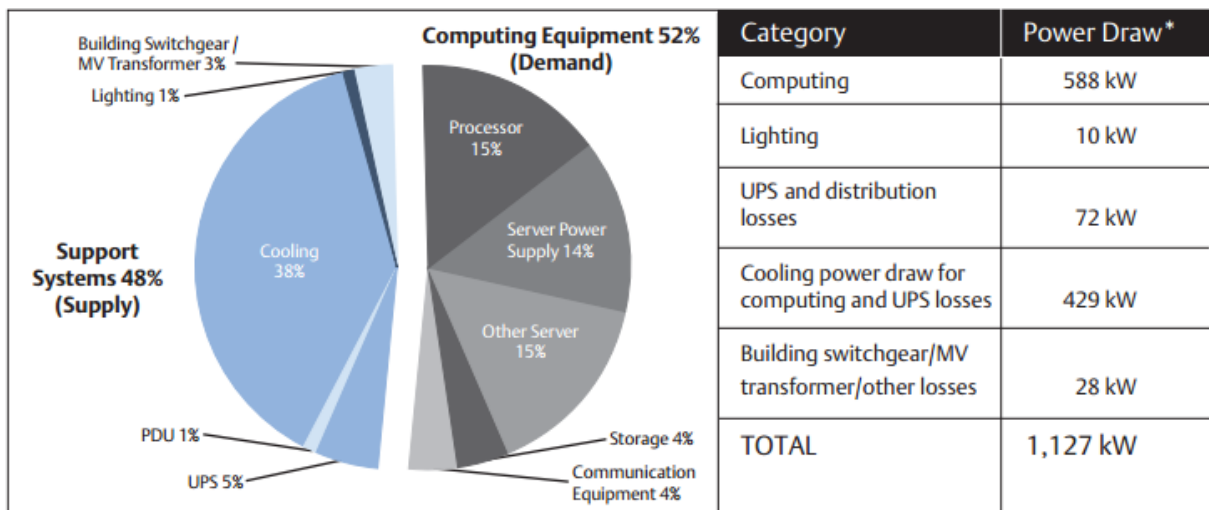 Building Switchgear /
MV Transformer 3%
Lighting 1%
Computing Equipment 52%
(Demand)
Processor
15%
Server Power
Supply 14%
Other Server
15%
Storage 4%
Communication
Equipment 4%
Support
Systems 48%
(Supply)
Cooling
38%
PDU 1%
UPS 5%
Category Power Draw*
Computing 588 kW
Lighting 10 kW
UPS and distribution
losses 72 kW
Cooling power draw for
computing and UPS losses 429 kW
Building switchgear/MV
transformer/other losses 28 kW
TOTAL 1,127 kW